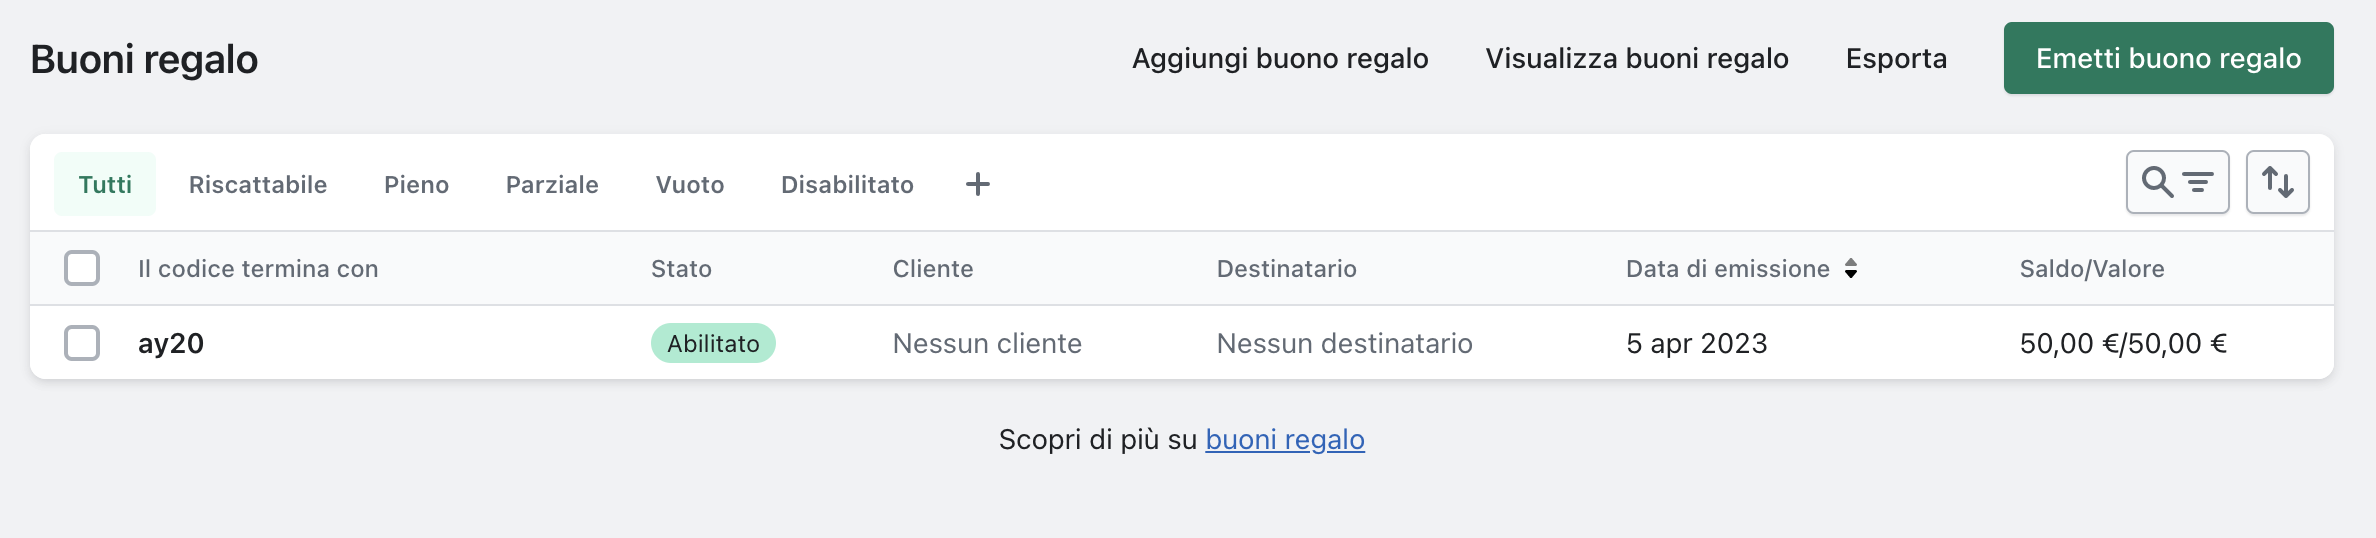 Buoni regalo Aggiungi buono regalo Visualizza buoni regalo Esporta Emetti buono regalo
Tutti Riscattabile Pieno Parziale Vuoto Disabilitato +
Il codice termina con Stato Cliente Destinatario Data di emissione Saldo/Valore
ay20 Abilitato Nessun cliente Nessun destinatario 5 apr 2023 50,00 €/50,00 €
Scopri di più su buoni regalo